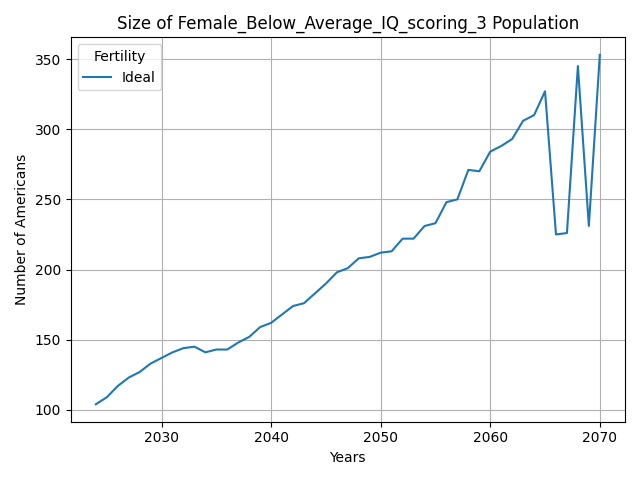 Size of Female_Below_Average_IQ_scoring_3 Population
Fertility
Ideal
Number of Americans
350
300
250
200
150
100
2030 2040 2050 2060 2070
Years